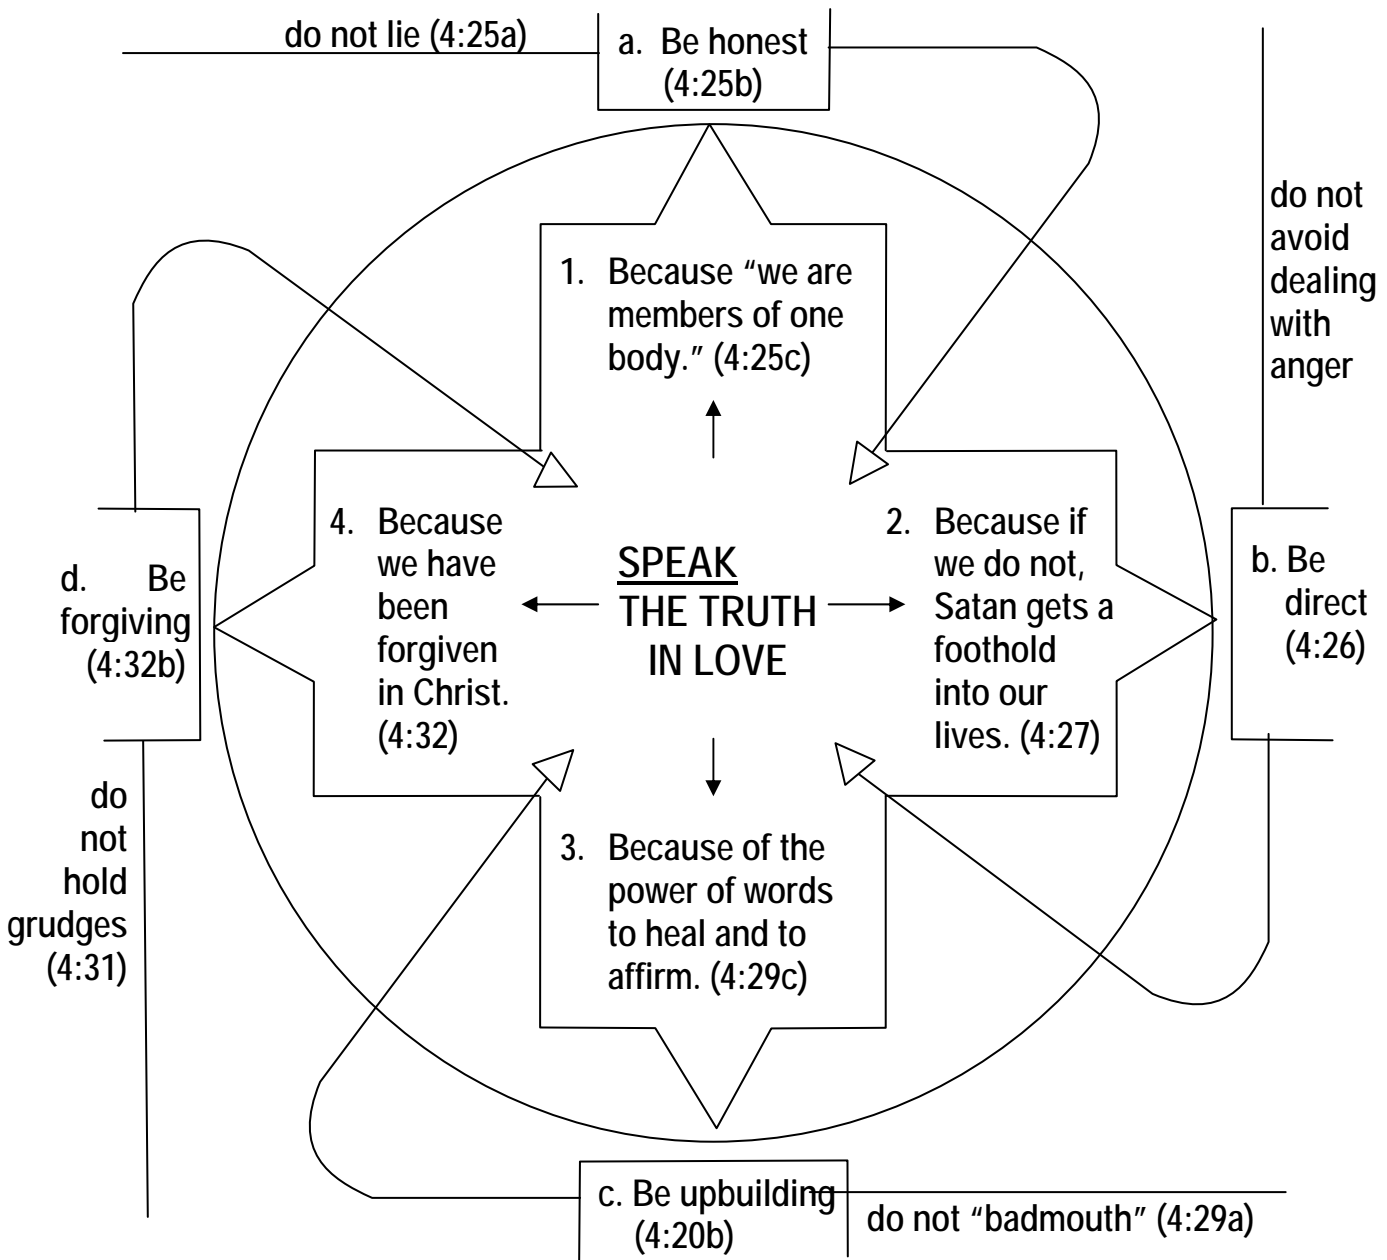 do not lie (4:25a)
a. Be honest
(4:25b)
do not
avoid
dealing
with
anger
1. Because “we are
members of one
body.” (4:25c)
4. Because
we have
been
forgiven
in Christ.
(4:32)
SPEAK
THE TRUTH
IN LOVE
2. Because if
we do not,
Satan gets a
foothold
into our
lives. (4:27)
d. Be
forgiving
(4:32b)
b. Be
direct
(4:26)
do
not
hold
grudges
(4:31)
3. Because of the
power of words
to heal and to
affirm. (4:29c)
c. Be upbuilding
(4:20b)
do not “badmouth” (4:29a)